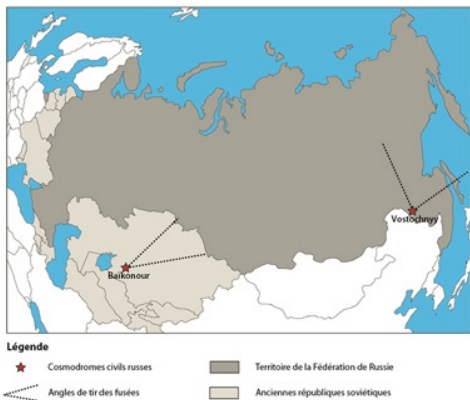 Vostochnyy
Baïkonour
Légende
Cosmodromes civils russes
Territoire de la Fédération de Russie
Angles de tir des fusées
Anciennes républiques soviétiques